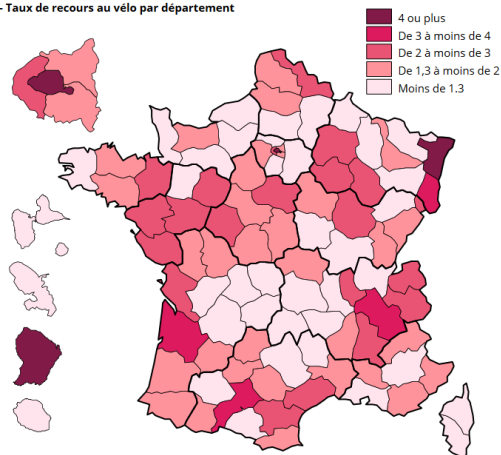 - Taux de recours au vélo par département
4 ou plus
De 3 à moins de 4
De 2 à moins de 3
De 1,3 à moins de 2
Moins de 1.3